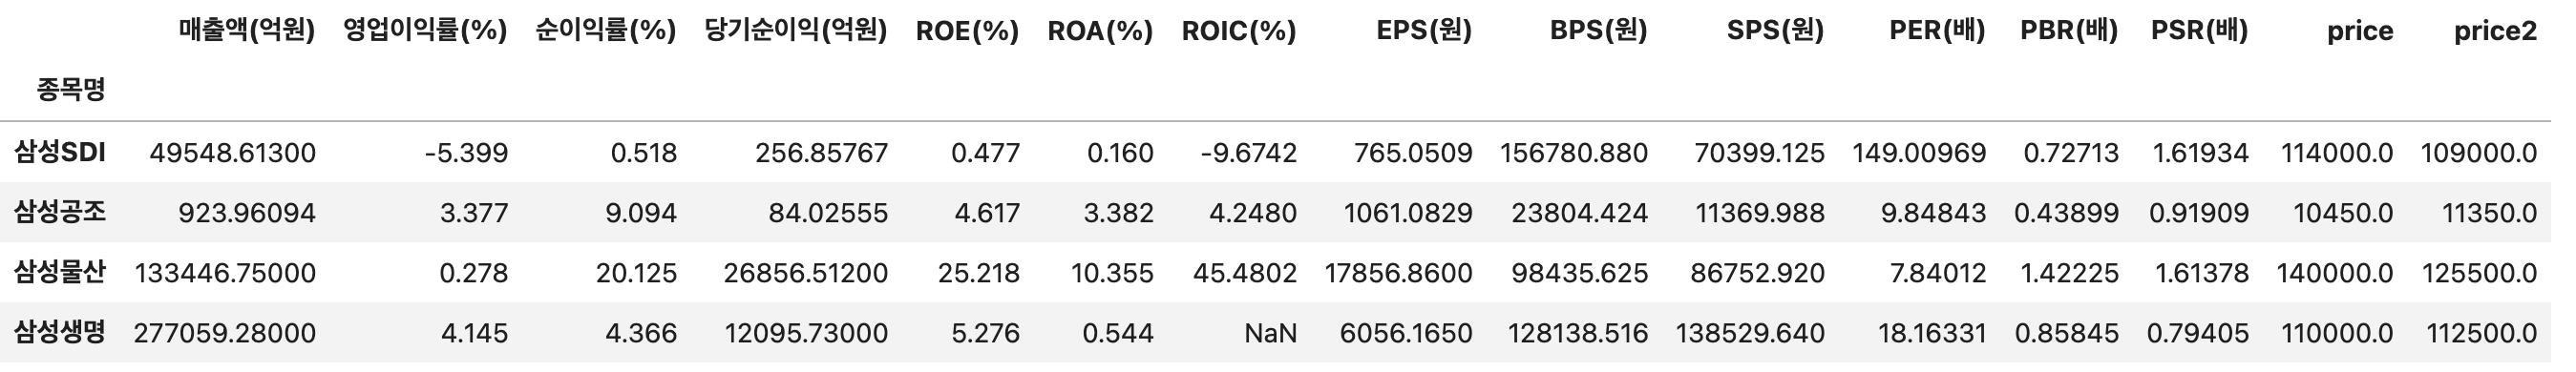 매출액(억원) 영업이익률(%) 순이익률(%) 당기순이익(억원) ROE(%) ROA(%) ROIC(%) EPS(원) BPS(원) SPS(원) PER(배) PBR(배) PSR(배) price price2
종목명
삼성SDI 49548.61300 -5.399 0.518 256.85767 0.477 0.160 -9.6742 765.0509 156780.880 70399.125 149.00969 0.72713 1.61934 114000.0 109000.0
삼성공조 923.96094 3.377 9.094 84.02555 4.617 3.382 4.2480 1061.0829 23804.424 11369.988 9.84843 0.43899 0.91909 10450.0 11350.0
삼성물산 133446.75000 0.278 20.125 26856.51200 25.218 10.355 45.4802 17856.8600 98435.625 86752.920 7.84012 1.42225 1.61378 140000.0 125500.0
삼성생명 277059.28000 4.145 4.366 12095.73000 5.276 0.544 NaN 6056.1650 128138.516 138529.640 18.16331 0.85845 0.79405 110000.0 112500.0